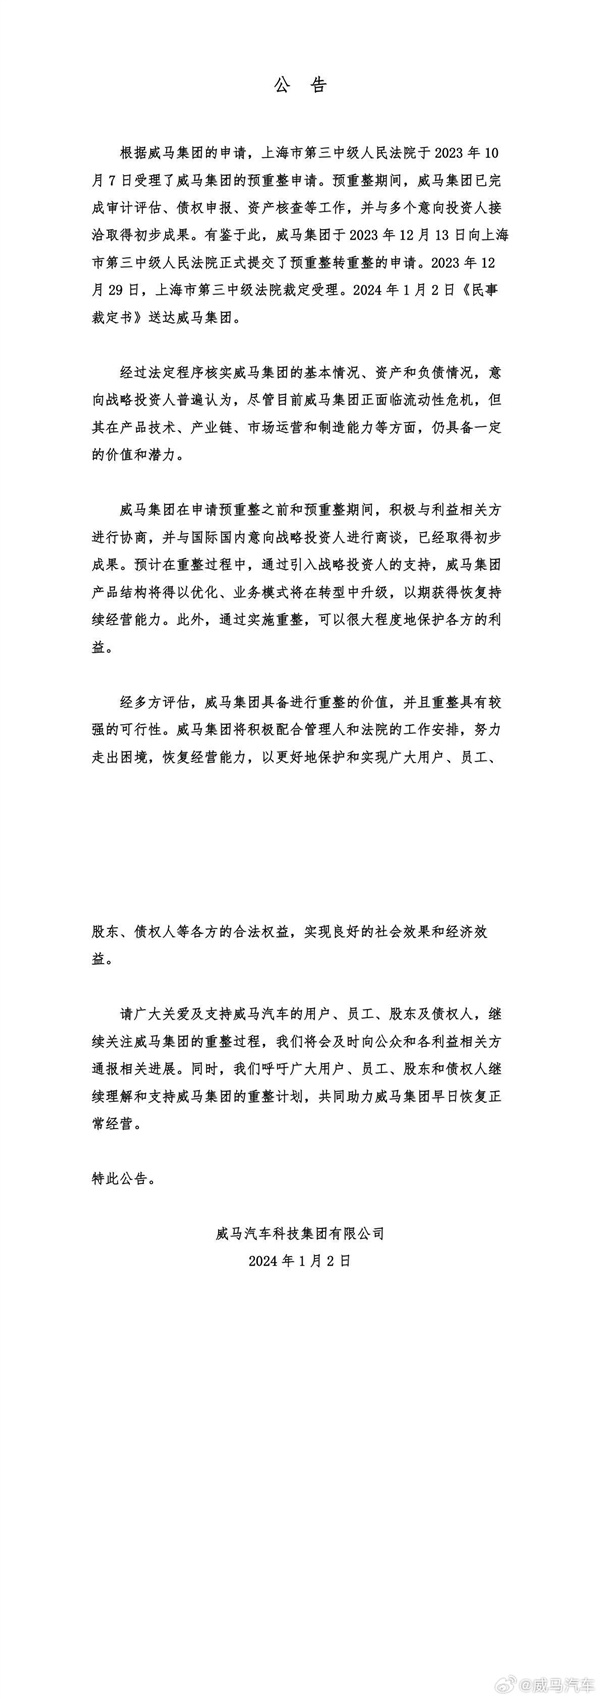 公 告
根据威马集团的申请，上海市第三中级人民法院于 2023 年 10
月 7 日受理了威马集团的预重整申请。预重整期间，威马集团已完
成审计评估、债权申报、资产核查等工作，并与多个意向投资人接
洽取得初步成果。有鉴于此，威马集团于 2023 年 12 月 13 日向上海
市第三中级人民法院正式提交了预重整转重整的申请。2023 年 12
月 29 日，上海市第三中级法院裁定受理。2024 年 1 月 2 日《民事
裁定书》送达威马集团。
经过法定程序核实威马集团的基本情况、资产和负债情况，意
向战略投资人普遍认为，尽管目前威马集团正面临流动性危机，但
其在产品技术、产业链、市场运营和制造能力等方面，仍具备一定
的价值和潜力。
威马集团在申请预重整之前和预重整期间，积极与利益相关方
进行协商，并与国际国内意向战略投资人进行商谈，已经取得初步
成果。预计在重整过程中，通过引入战略投资人的支持，威马集团
产品结构将得以优化、业务模式将在转型中升级，以期获得恢复持
续经营能力。此外，通过实施重整，可以很大程度地保护各方的利
益。
经多方评估，威马集团具备进行重整的价值，并且重整具有较
强的可行性。威马集团将积极配合管理人和法院的工作安排，努力
走出困境，恢复经营能力，以更好地保护和实现广大用户、员工、
股东、债权人等各方的合法权益，实现良好的社会效果和经济效
益。
请广大关爱及支持威马汽车的用户、员工、股东及债权人，继
续关注威马集团的重整过程，我们将会及时向公众和各利益相关方
通报相关进展。同时，我们呼吁广大用户、员工、股东和债权人继
续理解和支持威马集团的重整计划，共同助力威马集团早日恢复正
常经营。
特此公告。
威马汽车科技集团有限公司
2024 年 1 月 2 日
@威马汽车